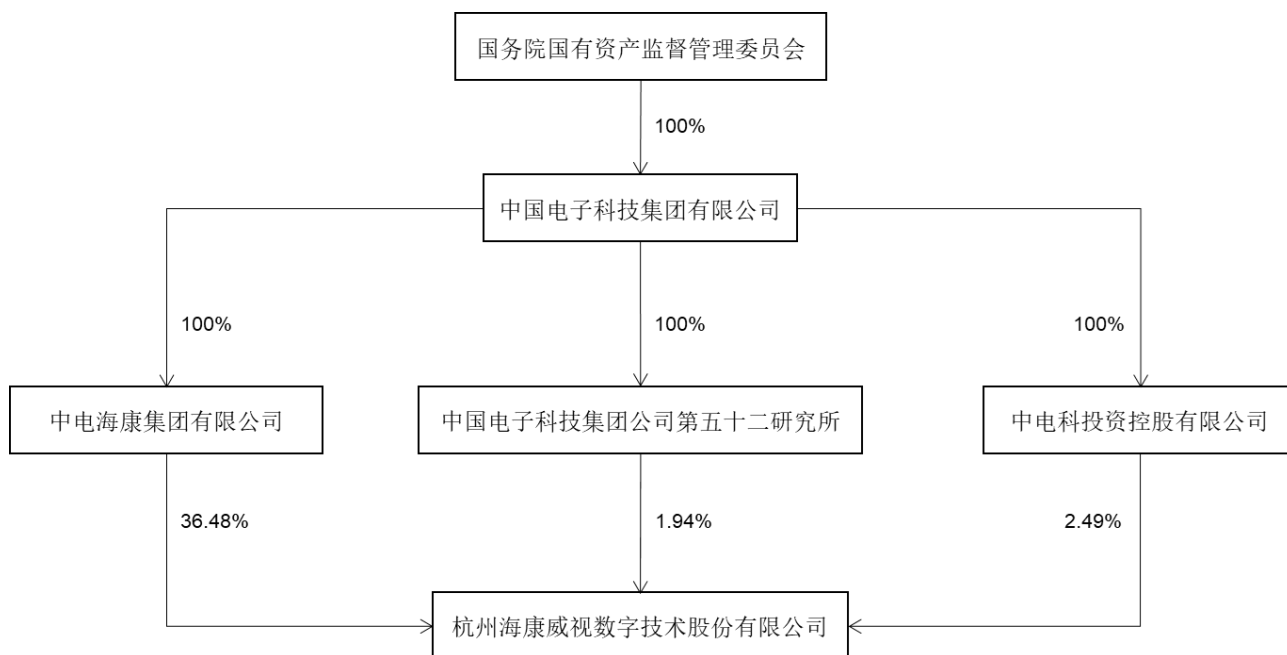 国务院国有资产监督管理委员会
100%
中国电子科技集团有限公司
100%
100%
100%
中电海康集团有限公司
中国电子科技集团公司第五十二研究所
中电科投资控股有限公司
36.48%
1.94%
2.49%
杭州海康威视数字技术股份有限公司